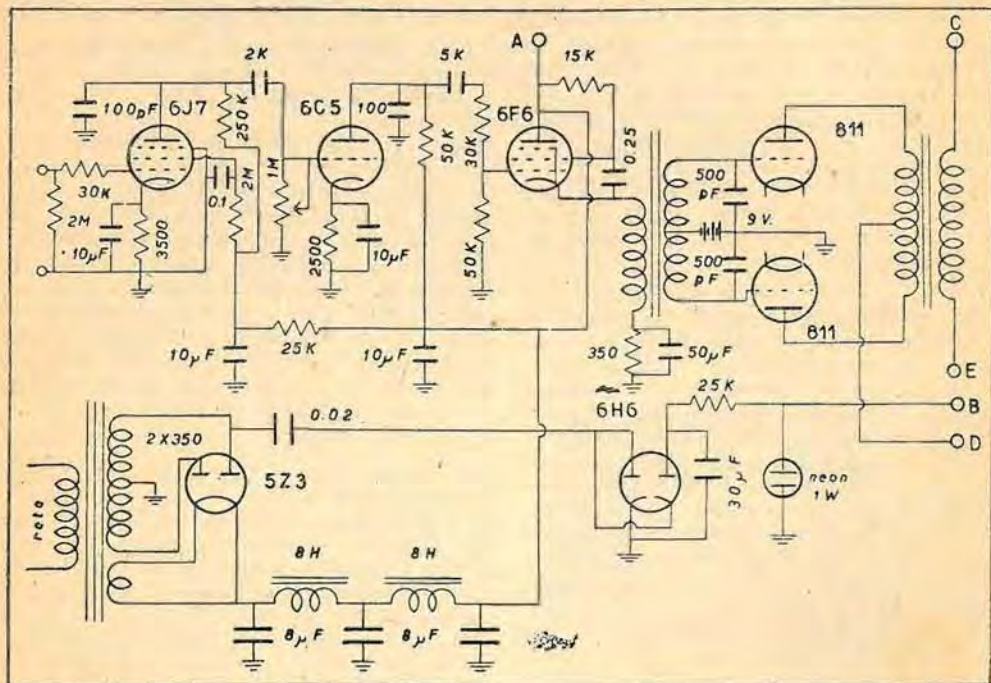 C
A
2K
5K
15K
100pF
6J7
6C5
100
6F6
811
250K
50K
30K
0.25
30K
2M
0.1
1M
500
pF
9 V.
2M
10µF
3500
2500
10µF
50K
500
pF
811
10µF
25K
10µF
350
50µF
E
6H6
25K
B
0.02
2X350
D
5Z3
30µF
neon
1W
rete
8H
8H
8µF
8µF